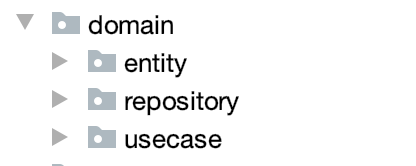 domain
entity
repository
usecase